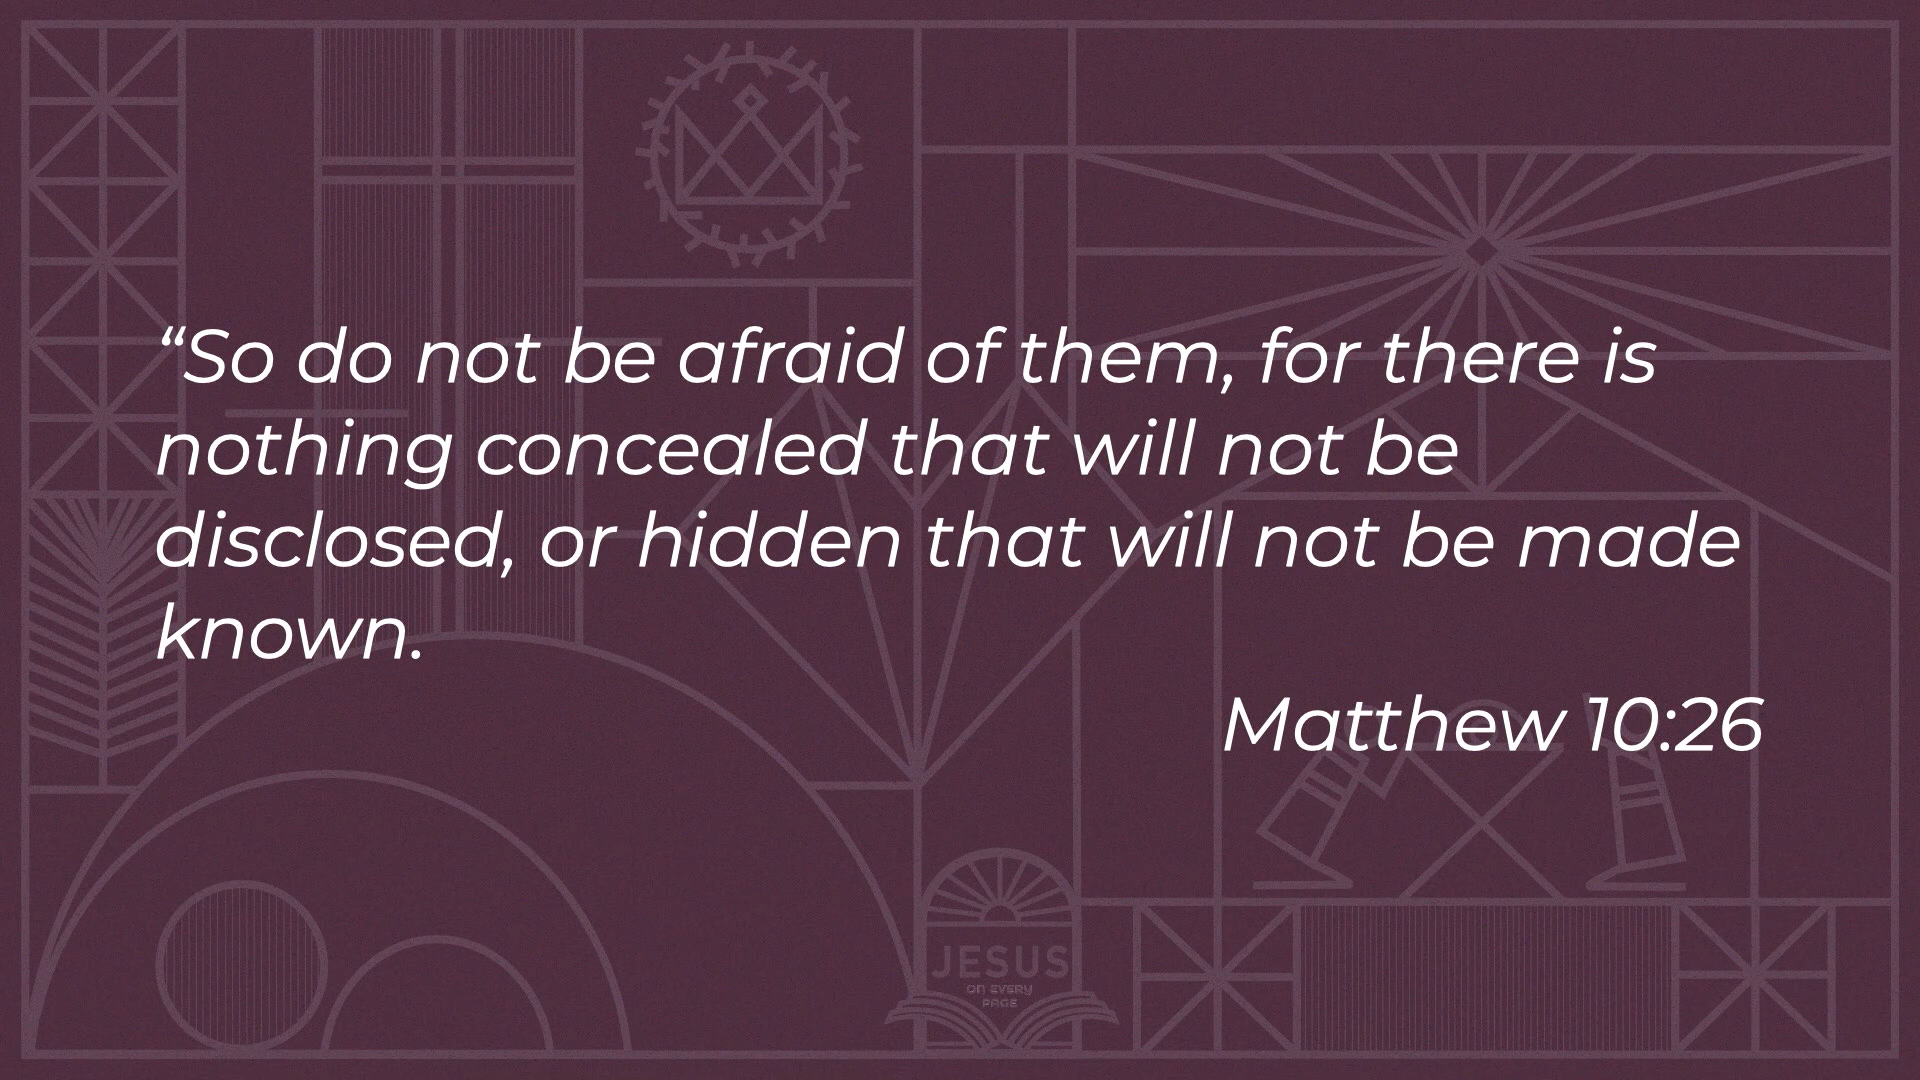 “So do not be afraid of them, for there is
nothing concealed that will not be
disclosed, or hidden that will not be made
known.
Matthew 10:26
JESUS
ON EVERY
PAGE